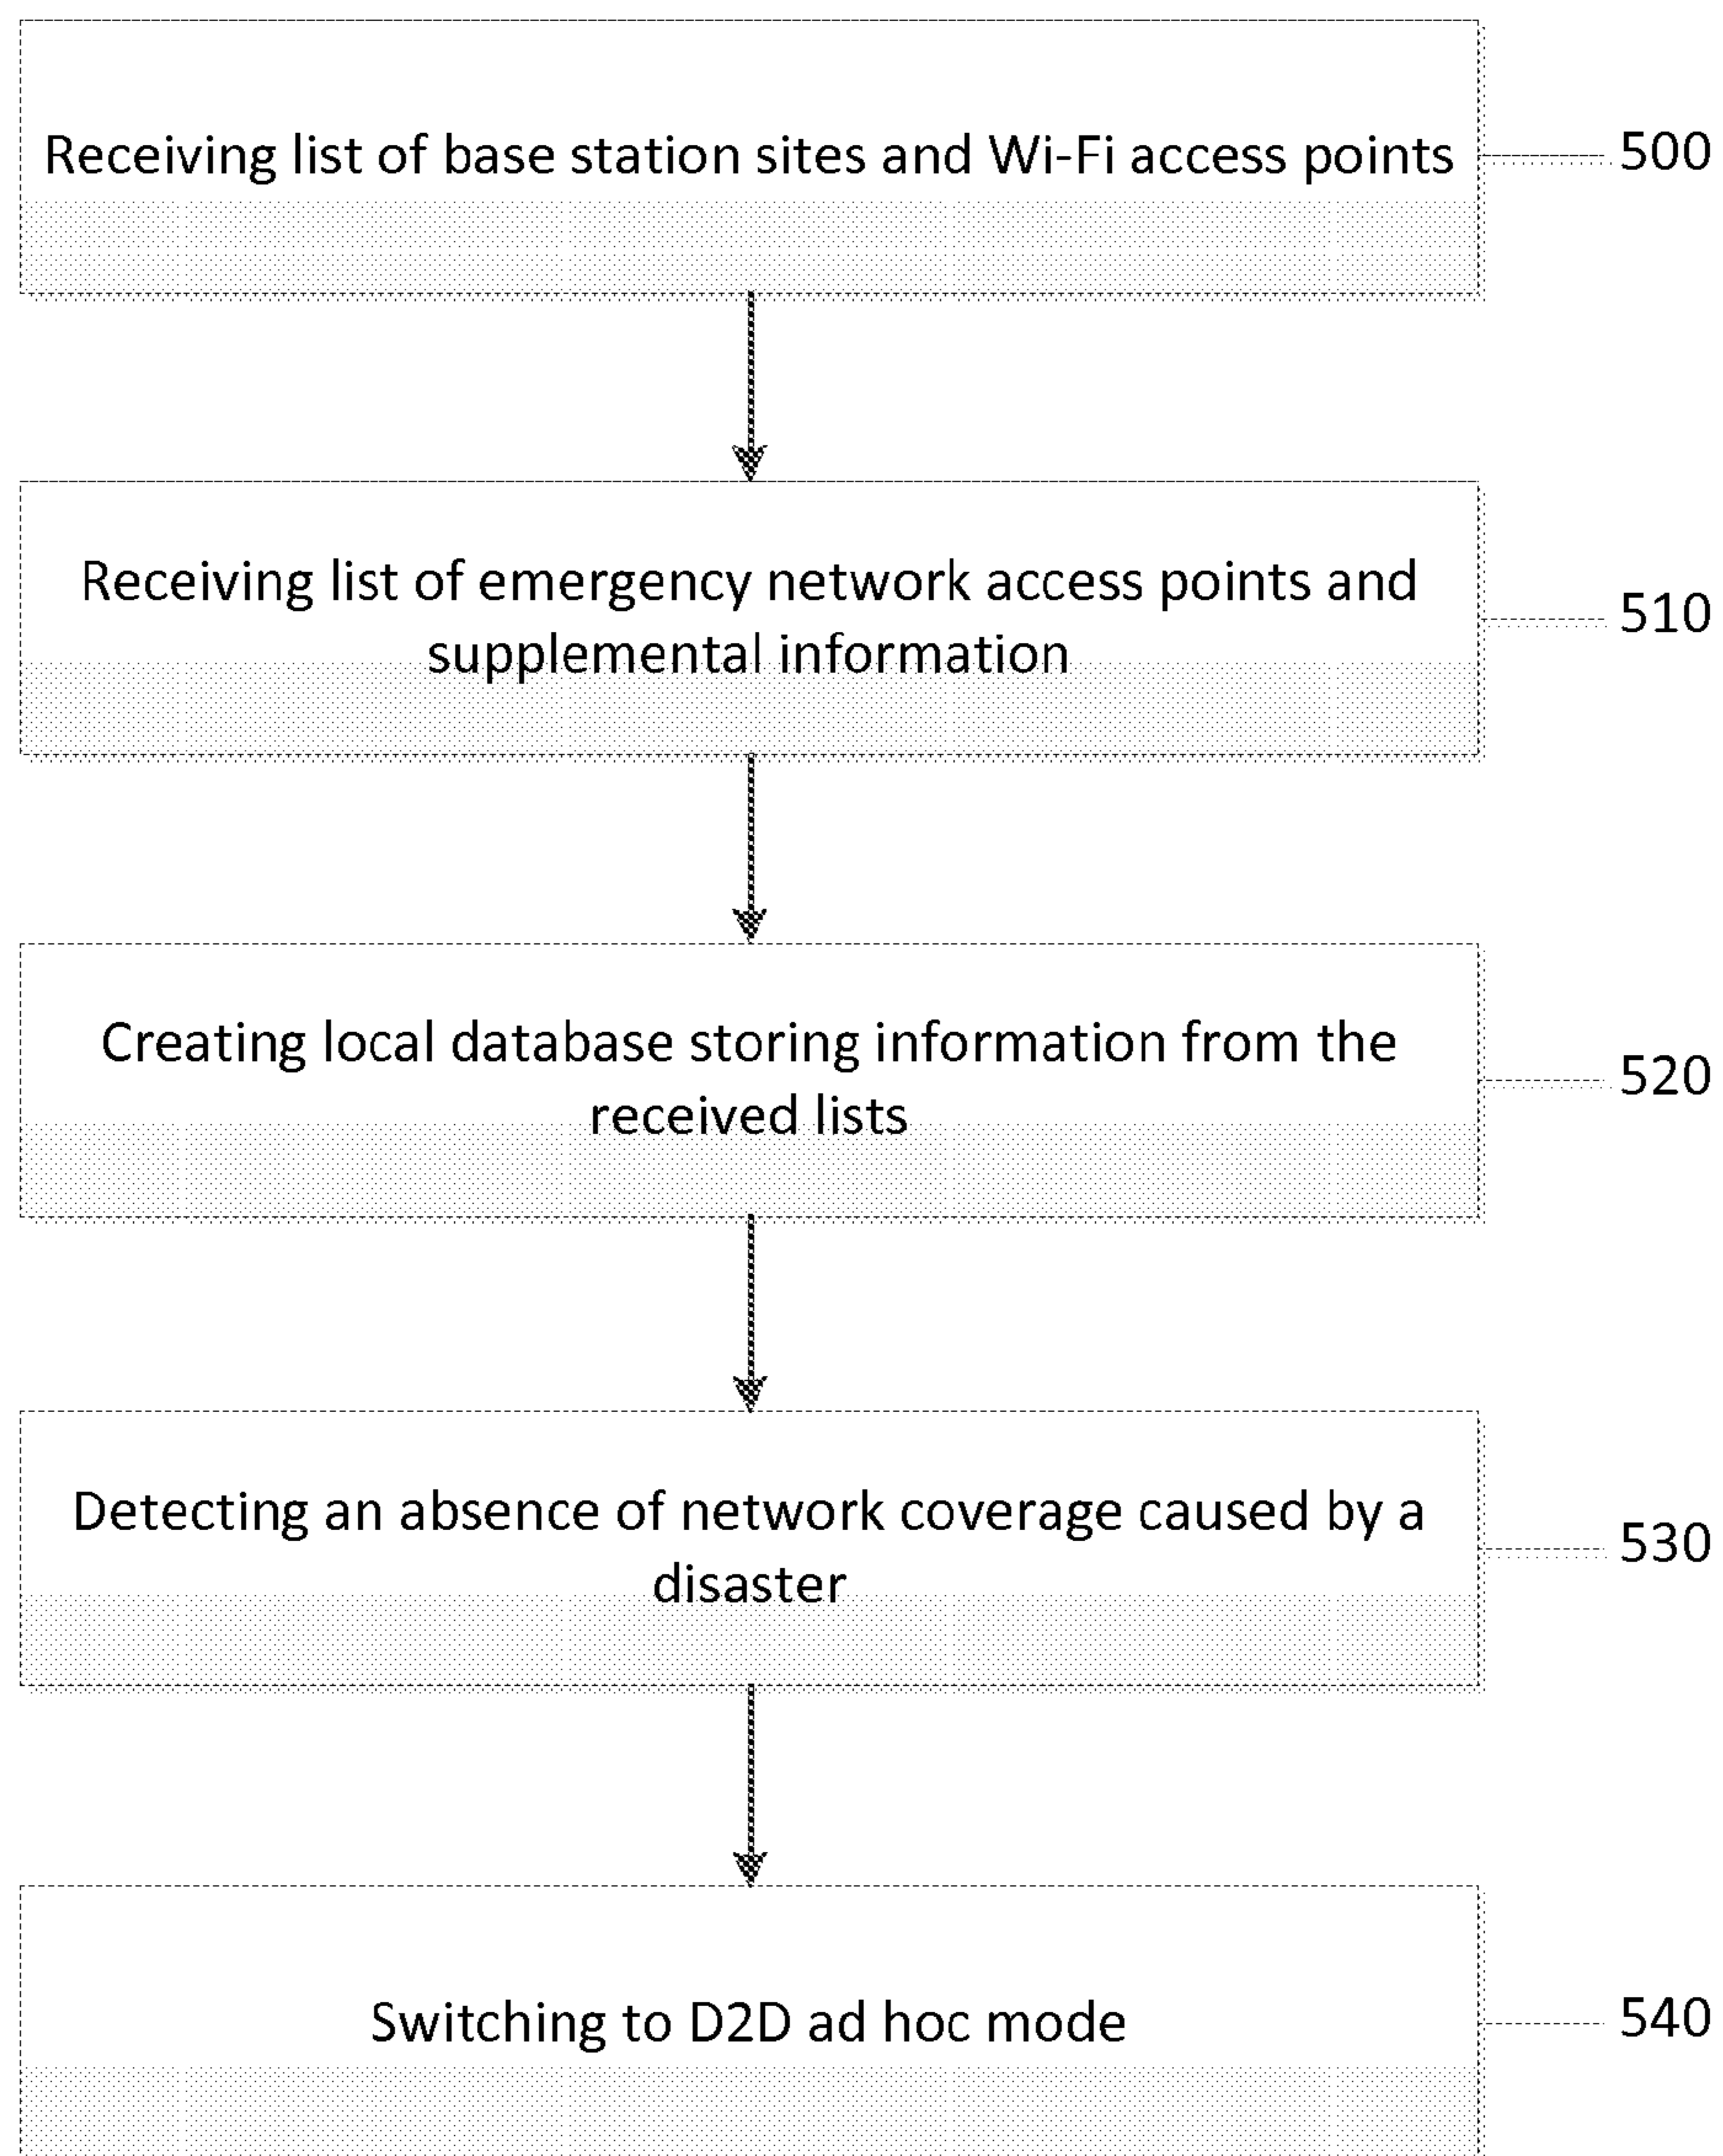 Receiving list of base station sites and Wi-Fi access points
500
Receiving list of emergency network access points and
supplemental information
510
Creating local database storing information from the
received lists
520
Detecting an absence of network coverage caused by a
disaster
530
Switching to D2D ad hoc mode
540